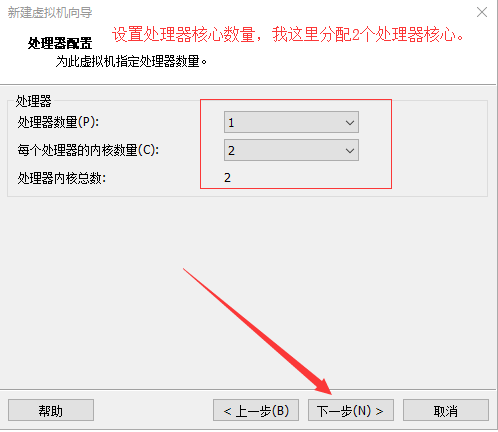 新建虚拟机向导
设置处理器核心数量，我这里分配2个处理器核心。
处理器配置
为此虚拟机指定处理器数量。
处理器
处理器数量(P):
1
每个处理器的内核数量(C):
2
处理器内核总数:
2
帮助
< 上一步(B)
下一步(N) >
取消